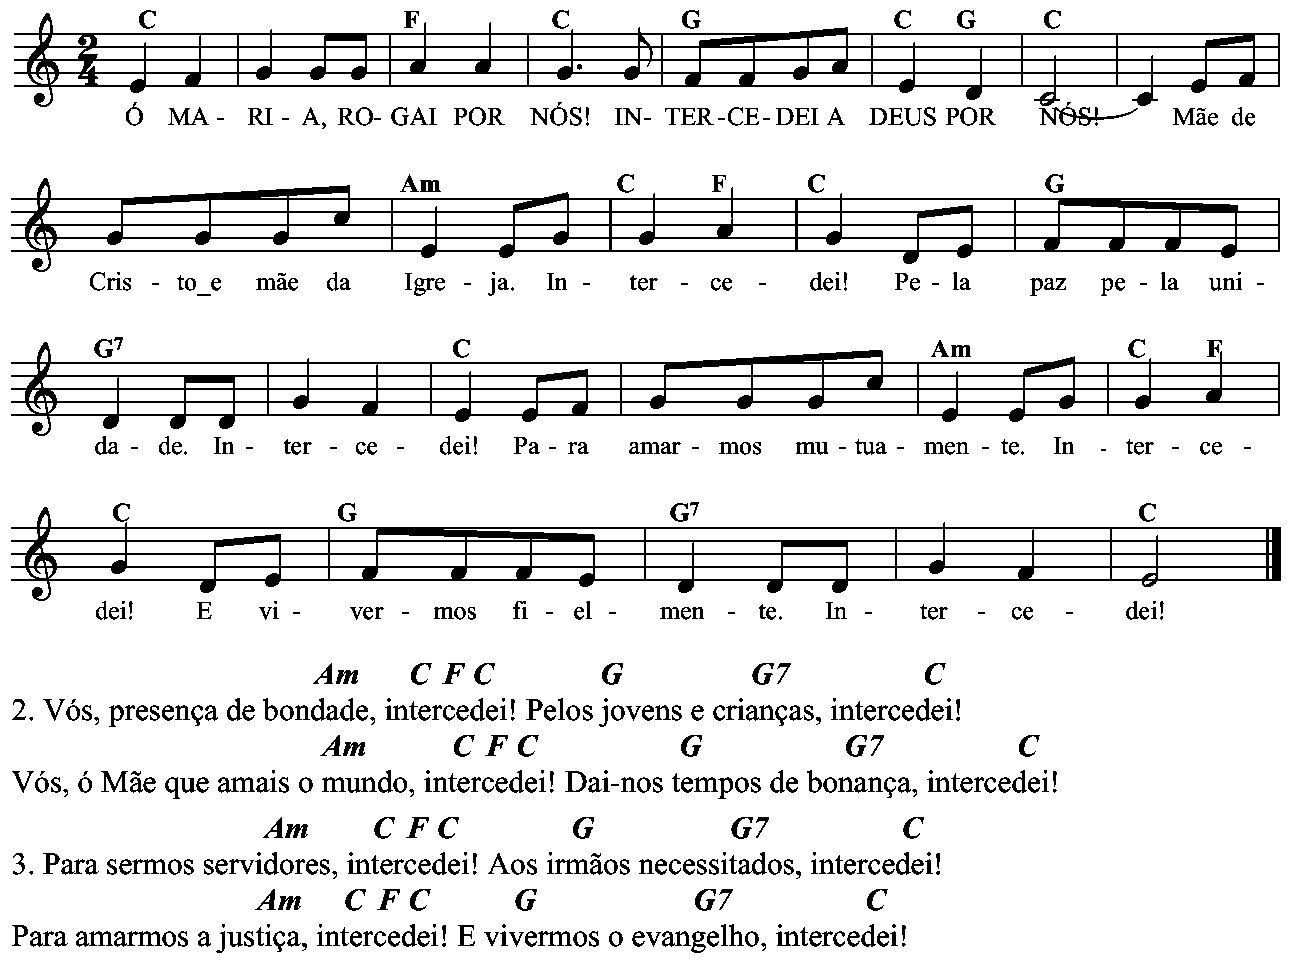 C F C G C G C
2/4
Ó MA - RI - A, RO- GAI POR NÓS! IN- TER-CE-DEI A DEUS POR NÓS! Mãe de
Am C F C G
Cris - to_e mãe da Igre - ja. In - ter - ce - dei! Pe - la paz pe - la uni -
G7 C Am C F
da - de. In - ter - ce - dei! Pa - ra amar - mos mu - tua - men - te. In - ter - ce -
C G G7 C
dei! E vi - ver - mos fi - el - men - te. In - ter - ce - dei!
Am C F C G G7 C
2. Vós, presença de bondade, intercedei! Pelos jovens e crianças, intercedei!
Am C F C G G7 C
Vós, ó Mãe que amais o mundo, intercedei! Dai-nos tempos de bonança, intercedei!
Am C F C G G7 C
3. Para sermos servidores, intercedei! Aos irmãos necessitados, intercedei!
Am C F C G G7 C
Para amarmos a justiça, intercedei! E vivermos o evangelho, intercedei!